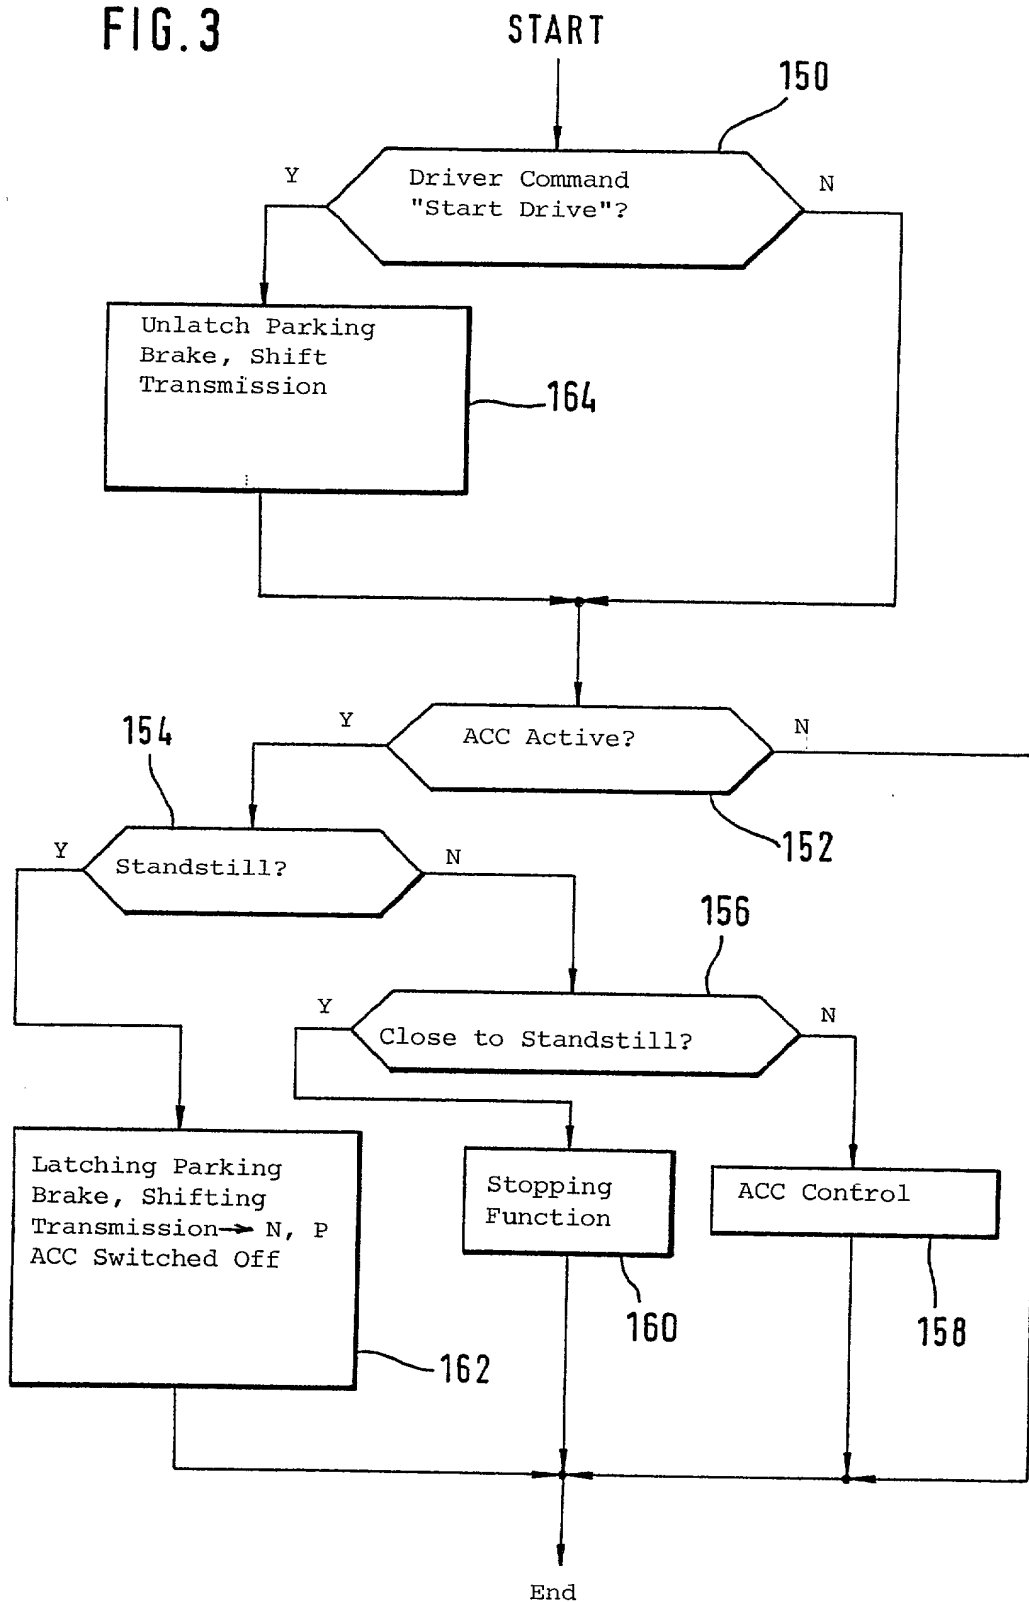 FIG. 3
START
150
Y
Driver Command
"Start Drive"?
N
Unlatch Parking
Brake, Shift
Transmission
164
154
Y
ACC Active?
N
152
Y
Standstill?
N
156
Y
Close to Standstill?
N
Latching Parking
Brake, Shifting
Transmission→ N, P
ACC Switched Off
Stopping
Function
ACC Control
160
158
162
End